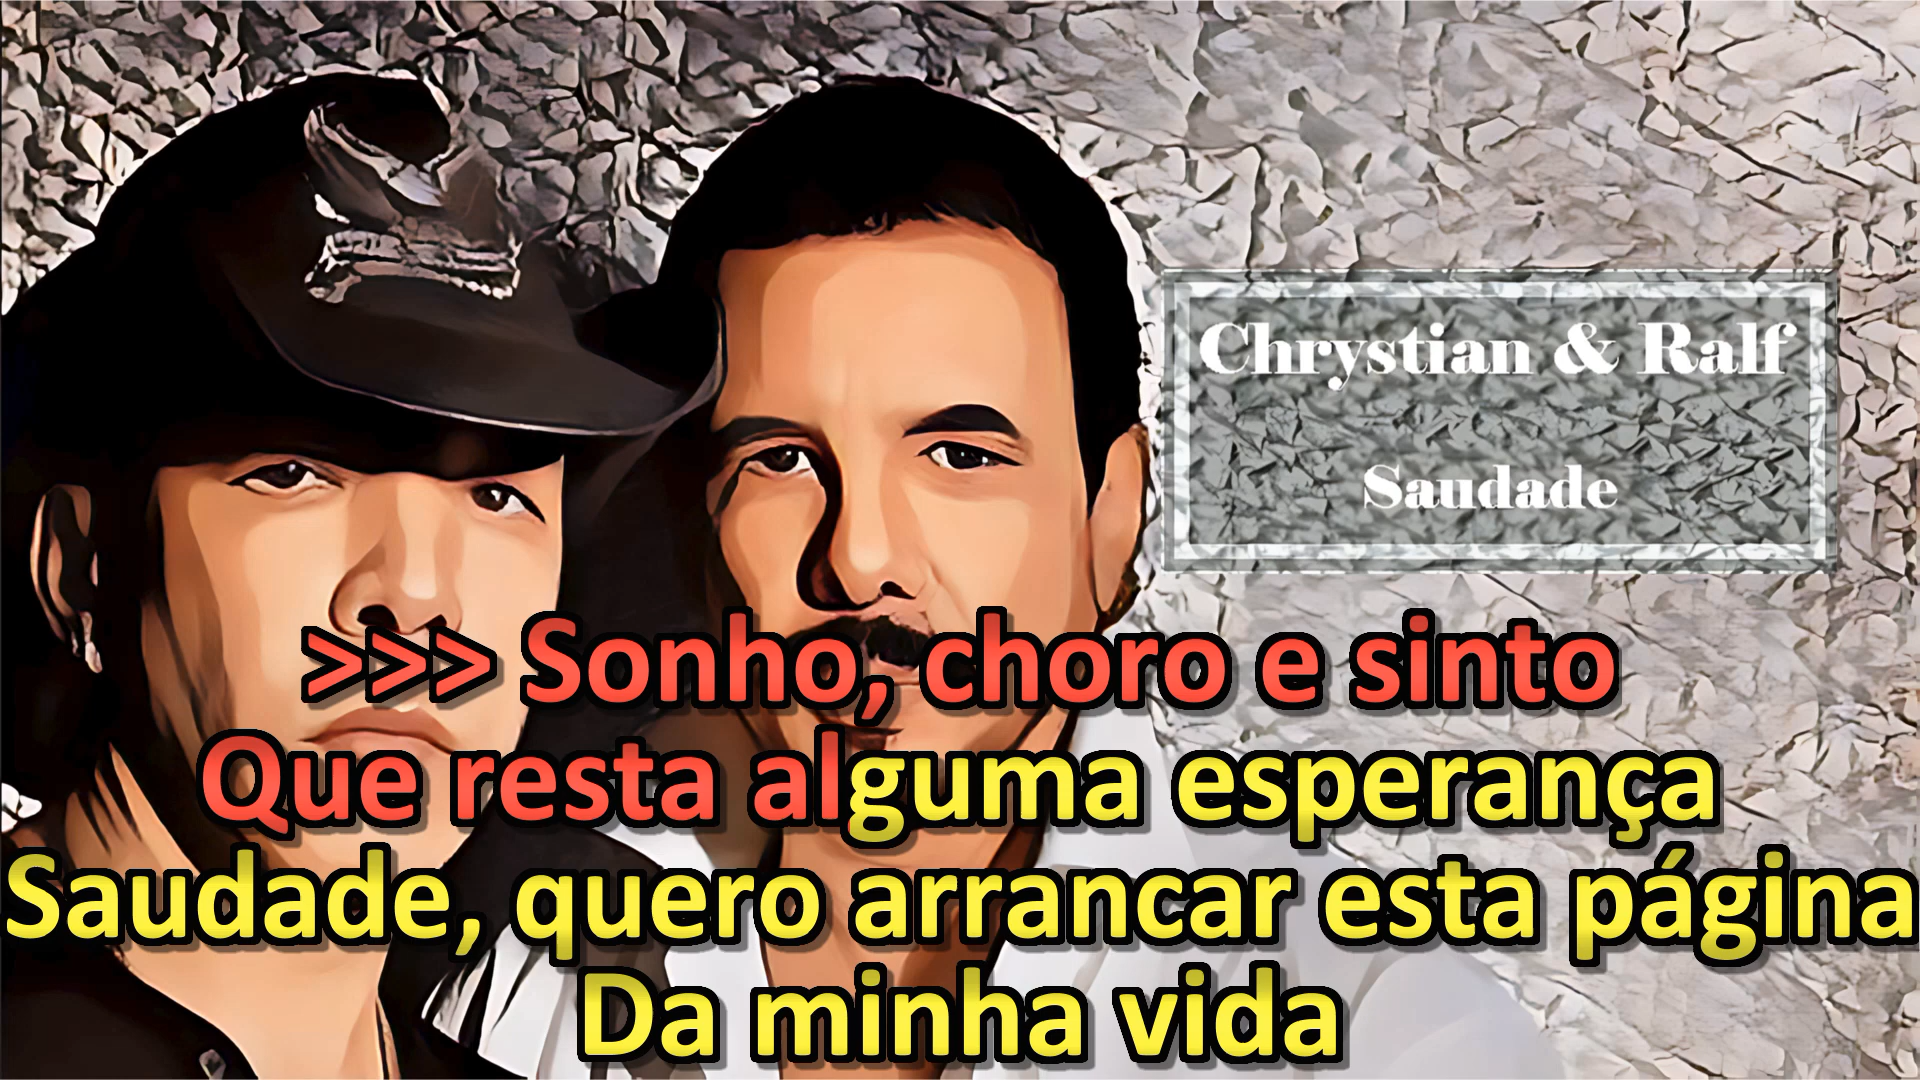 Chrystian & Ralf
Saudade
>>> Sonho, choro e sinto
Que resta alguma esperança
Saudade, quero arrancar esta página
Da minha vida